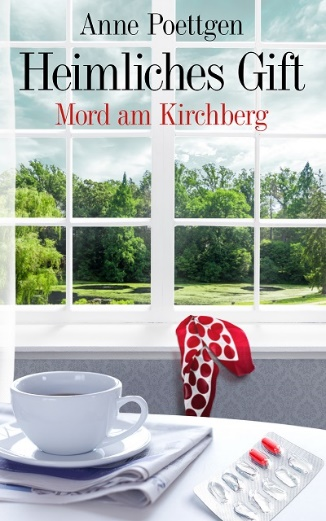 Anne Poettgen
Heimliches Gift
Mord am Kirchberg